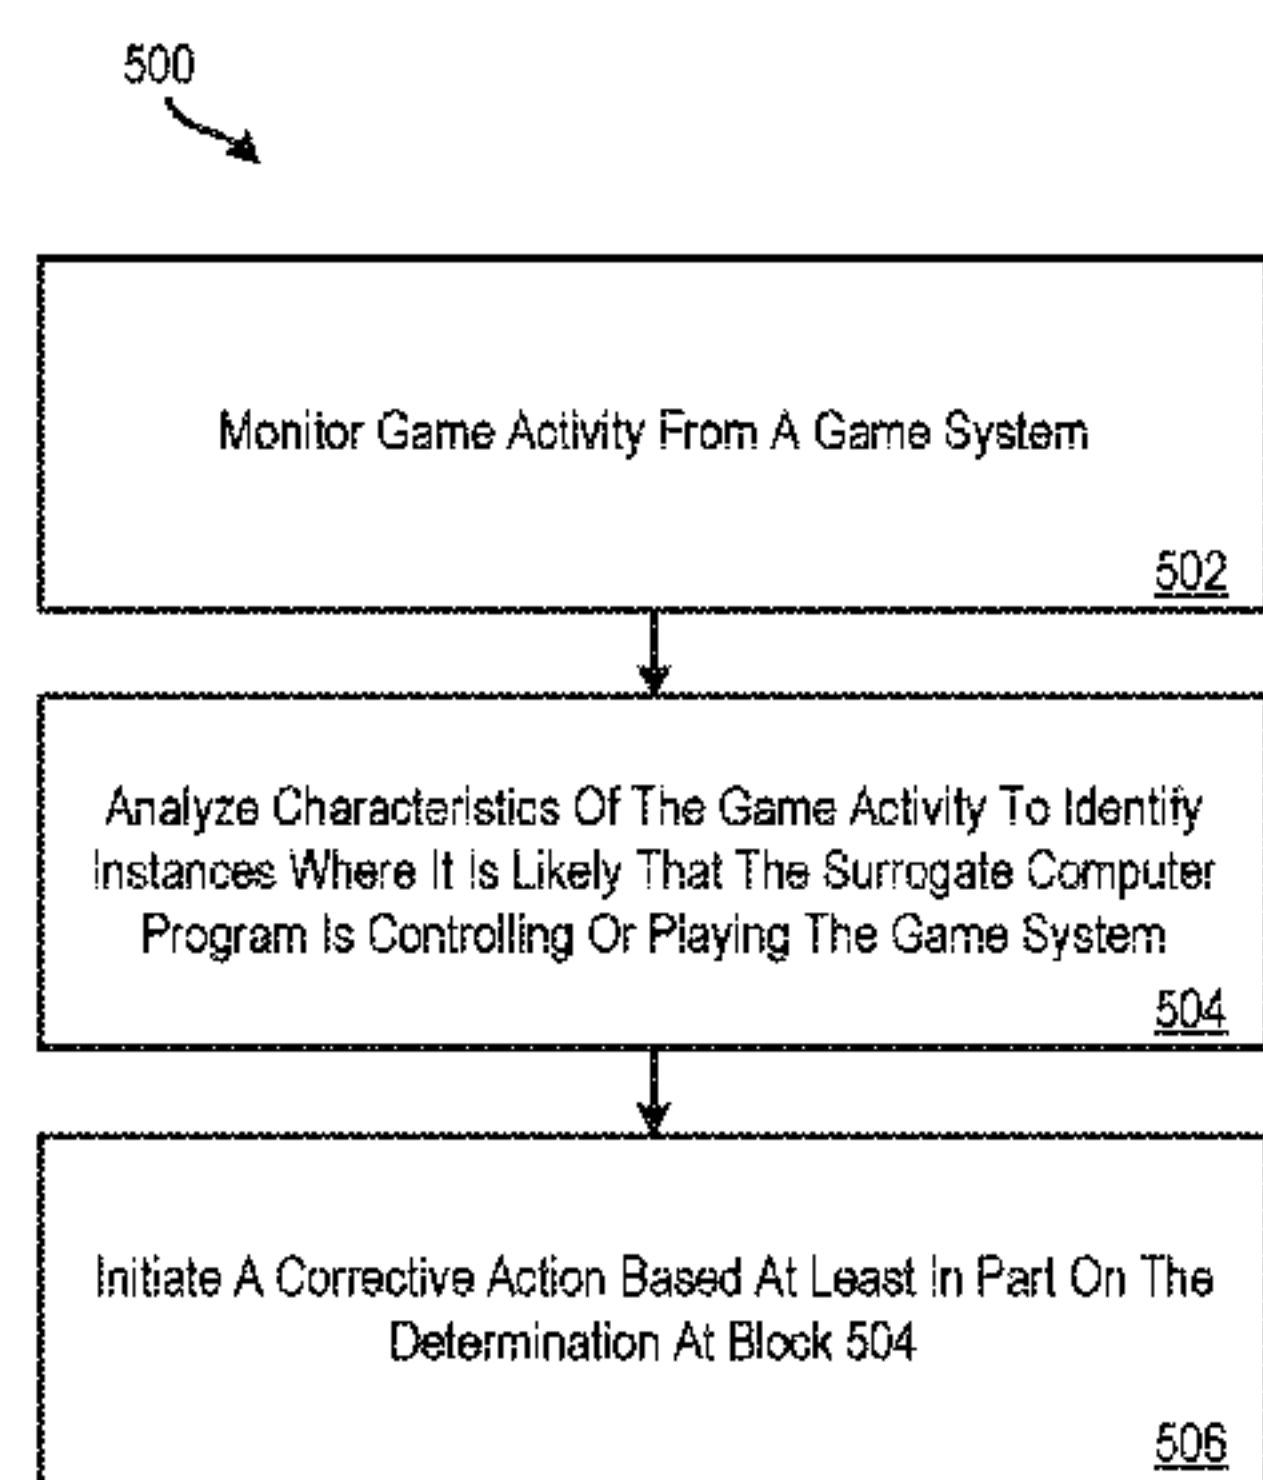 500
Monitor Game Activity From A Game System
502
Analyze Characteristics Of The Game Activity To Identify
Instances Where It Is Likely That The Surrogate Computer
Program Is Controlling Or Playing The Game System
504
Initiate A Corrective Action Based At Least In Part On The
Determination At Block 504
506